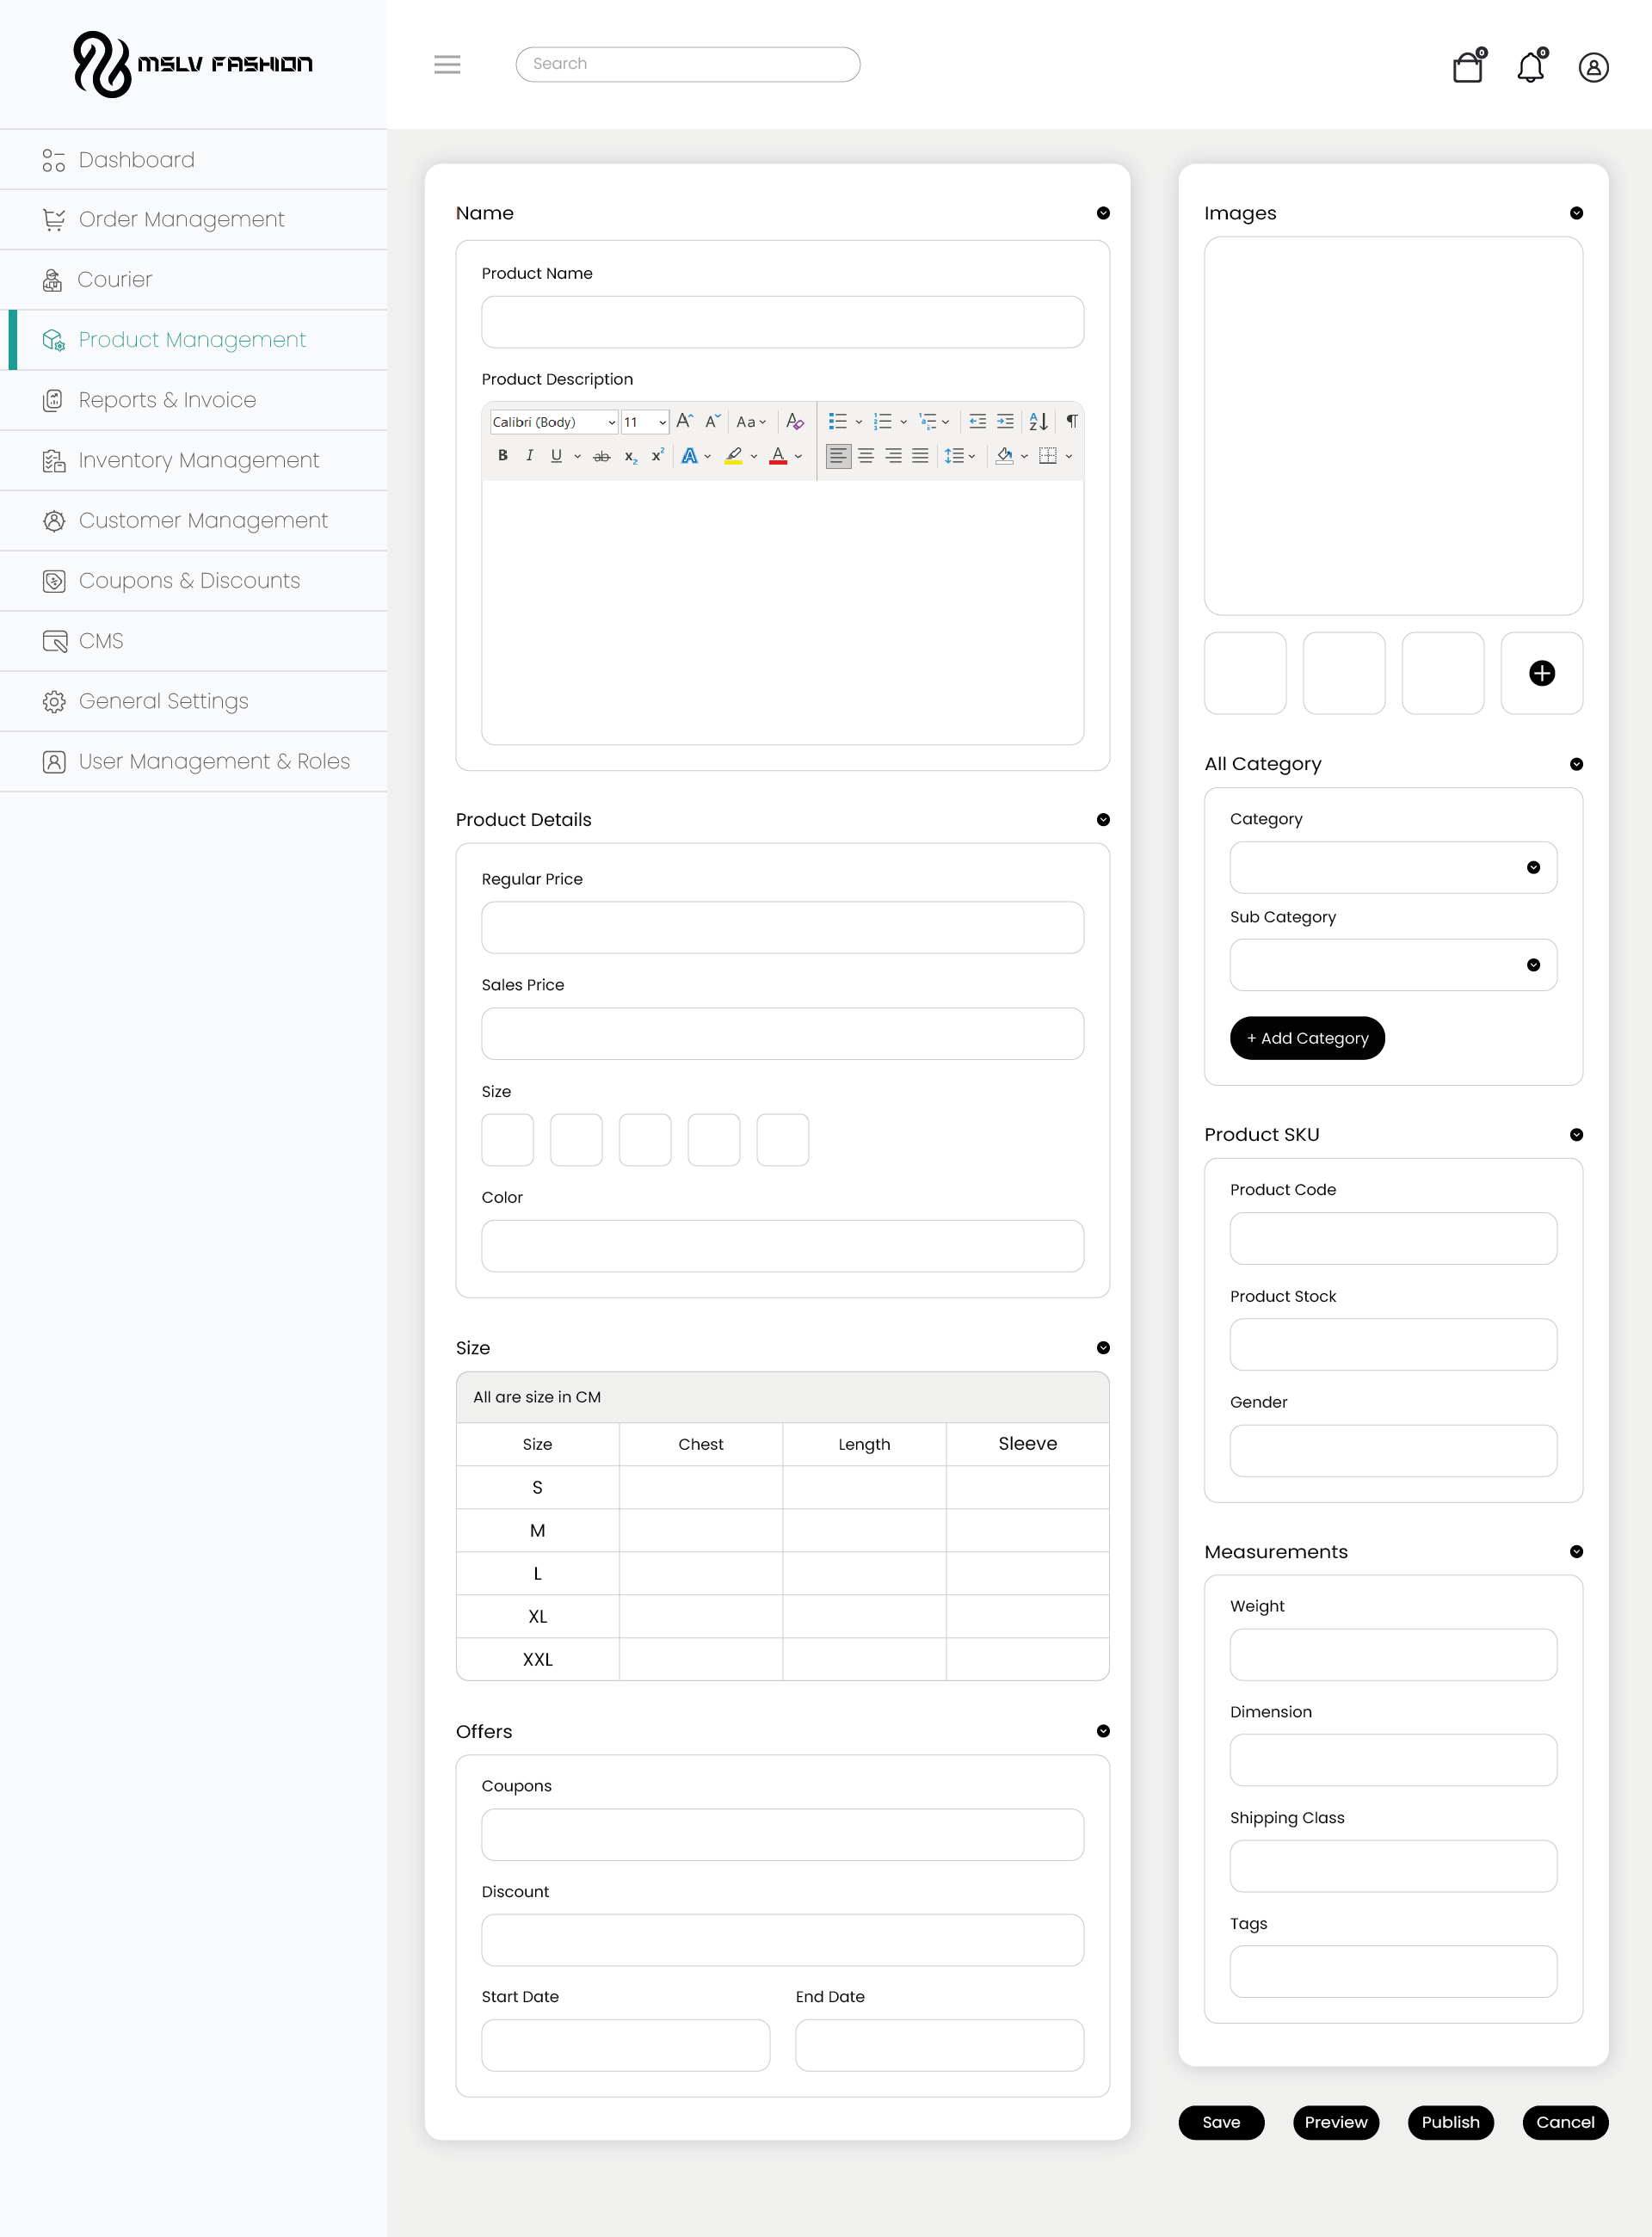 MSLV FASHION
Search
0
0
Dashboard
Order Management
Courier
Product Management
Reports & Invoice
Inventory Management
Customer Management
Coupons & Discounts
CMS
General Settings
User Management & Roles
Name
Product Name
Product Description
Calibri (Body) 11 A A Aa A A Z ¶
B I U ab x2 x2 A A
Product Details
Regular Price
Sales Price
Size
Color
Size
All are size in CM
Size Chest Length Sleeve
S
M
L
XL
XXL
Offers
Coupons
Discount
Start Date End Date
Images
All Category
Category
Sub Category
+ Add Category
Product SKU
Product Code
Product Stock
Gender
Measurements
Weight
Dimension
Shipping Class
Tags
Save Preview Publish Cancel